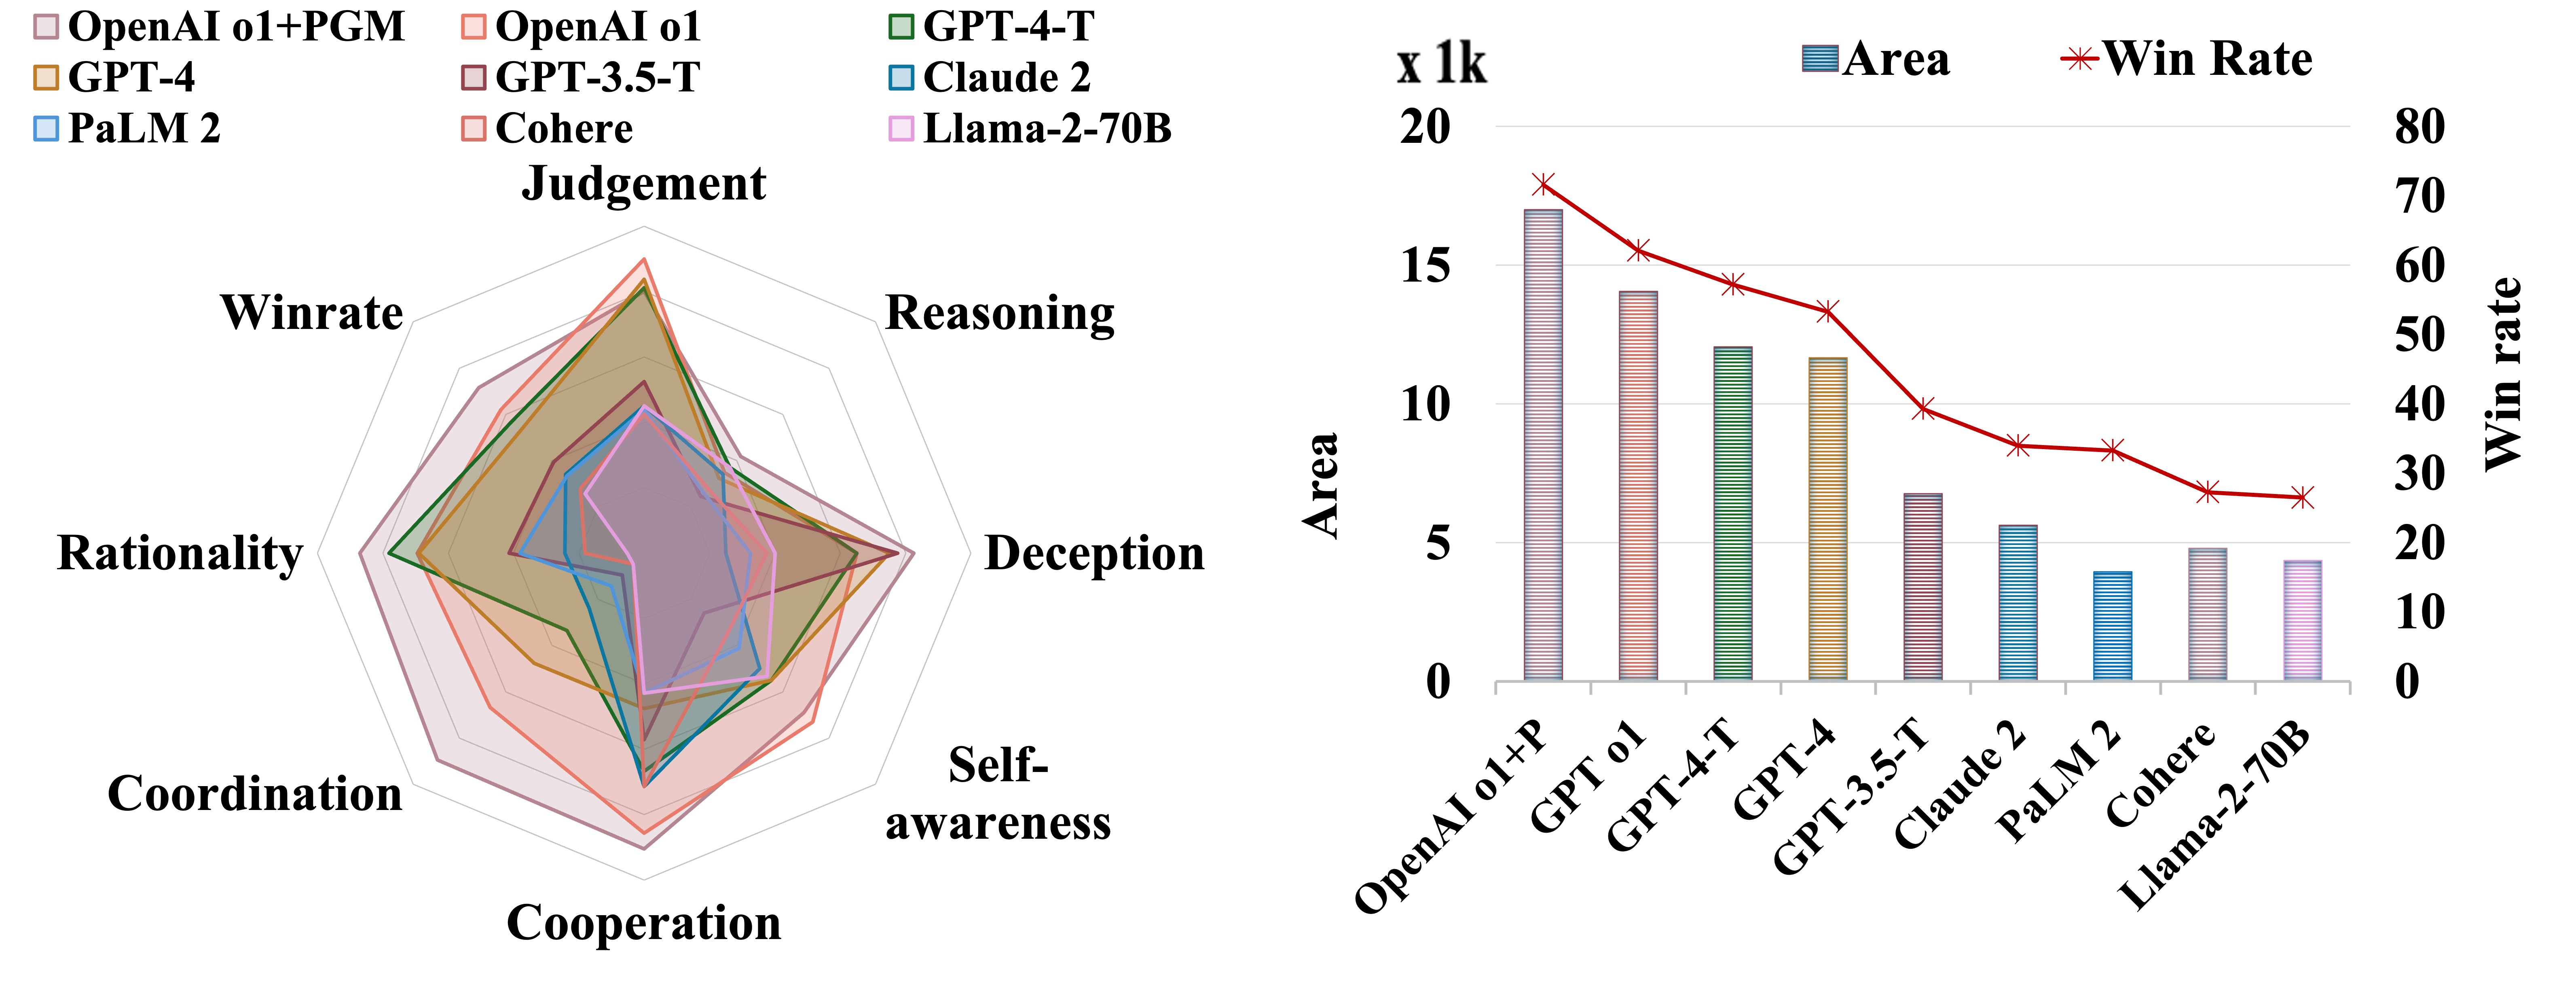 OpenAI o1+PGM
OpenAI o1
GPT-4-T
GPT-4
GPT-3.5-T
Claude 2
PaLM 2
Cohere
Llama-2-70B
Judgement
Reasoning
Deception
Self-
awareness
Cooperation
Coordination
Rationality
Winrate
x 1k
Area
Win Rate
20
15
10
5
0
Area
80
70
60
50
40
30
20
10
0
Win rate
OpenAI o1+P
GPT o1
GPT-4-T
GPT-4
GPT-3.5-T
Claude 2
PaLM 2
Cohere
Llama-2-70B